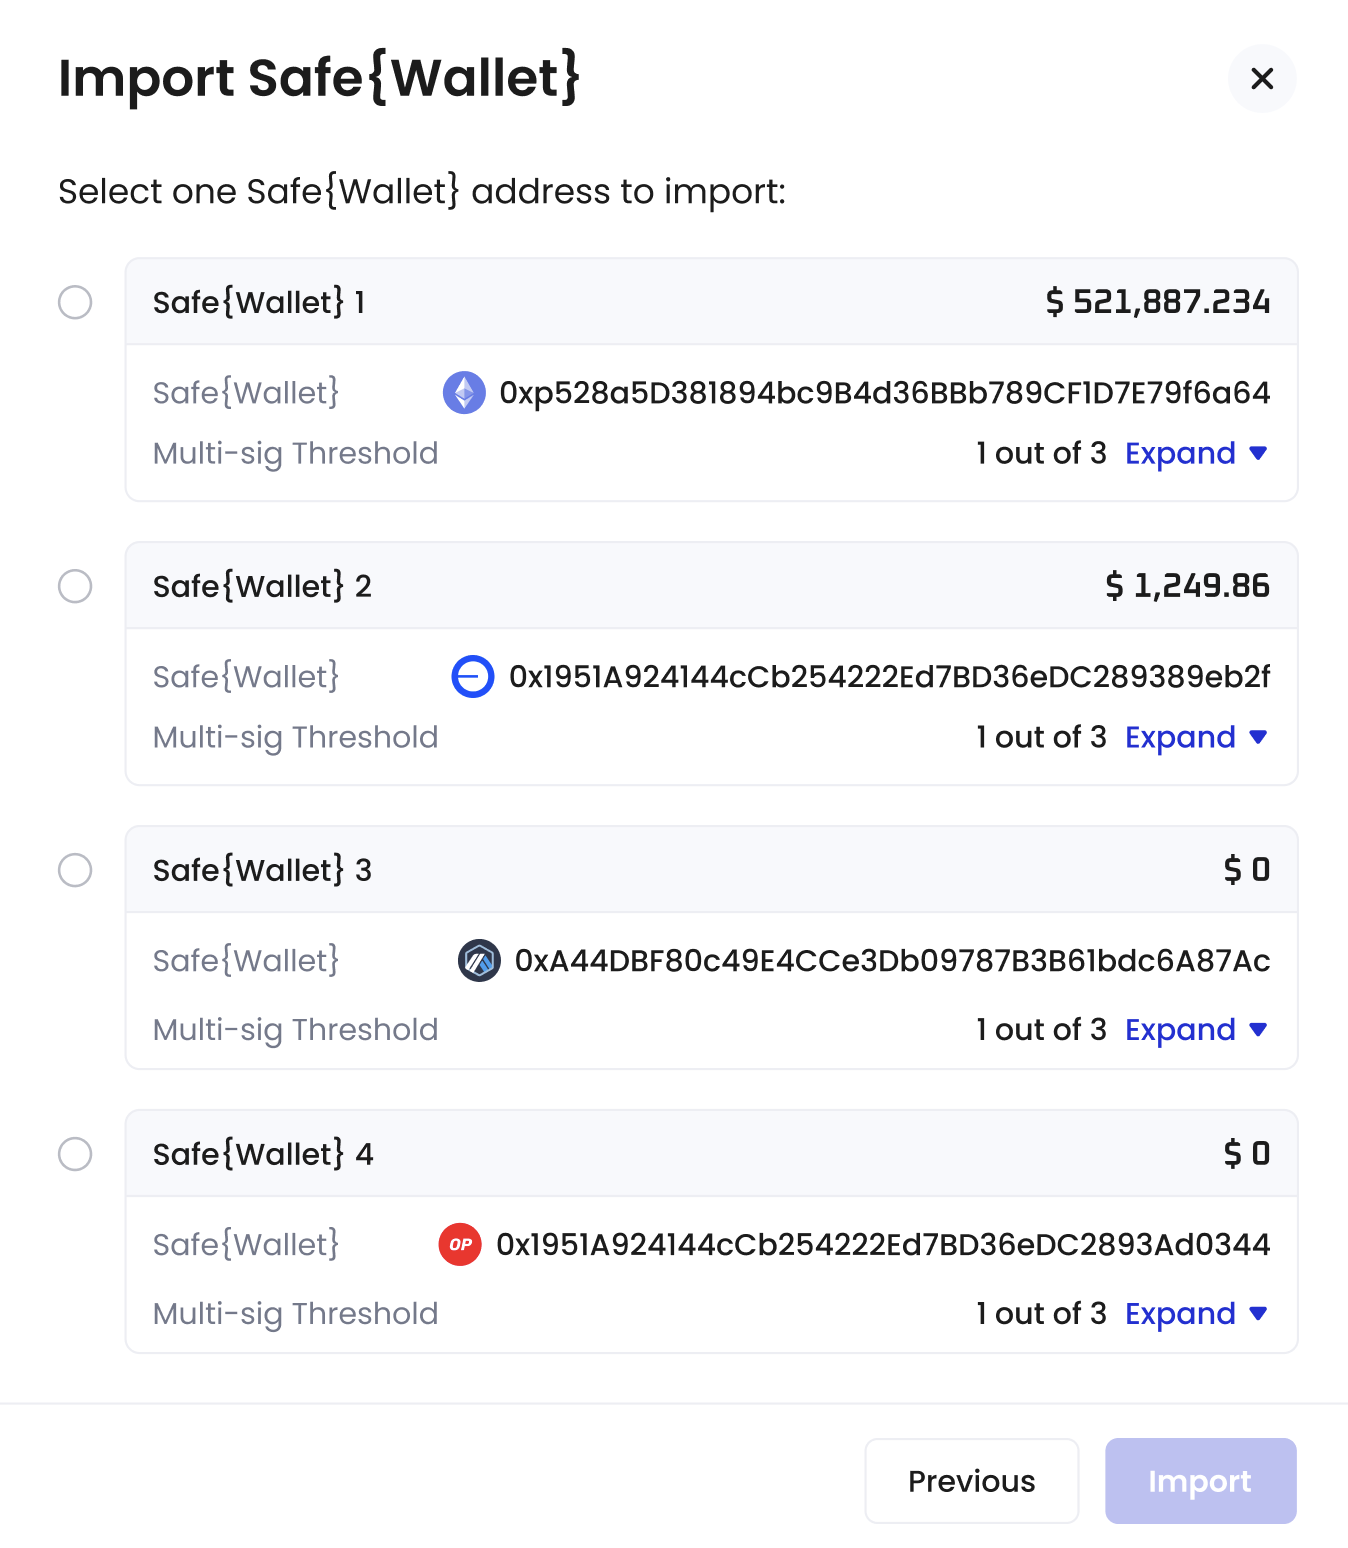 Import Safe{Wallet}
Select one Safe{Wallet} address to import:
Safe{Wallet} 1 $ 521,887.234
Safe{Wallet} 0xp528a5D381894bc9B4d36BBb789CF1D7E79f6a64
Multi-sig Threshold 1 out of 3 Expand
Safe{Wallet} 2 $ 1,249.86
Safe{Wallet} 0x1951A924144cCb254222Ed7BD36eDC289389eb2f
Multi-sig Threshold 1 out of 3 Expand
Safe{Wallet} 3 $ 0
Safe{Wallet} 0xA44DBF80c49E4CCe3Db09787B3B61bdc6A87Ac
Multi-sig Threshold 1 out of 3 Expand
Safe{Wallet} 4 $ 0
Safe{Wallet} OP 0x1951A924144cCb254222Ed7BD36eDC2893Ad0344
Multi-sig Threshold 1 out of 3 Expand
Previous Import